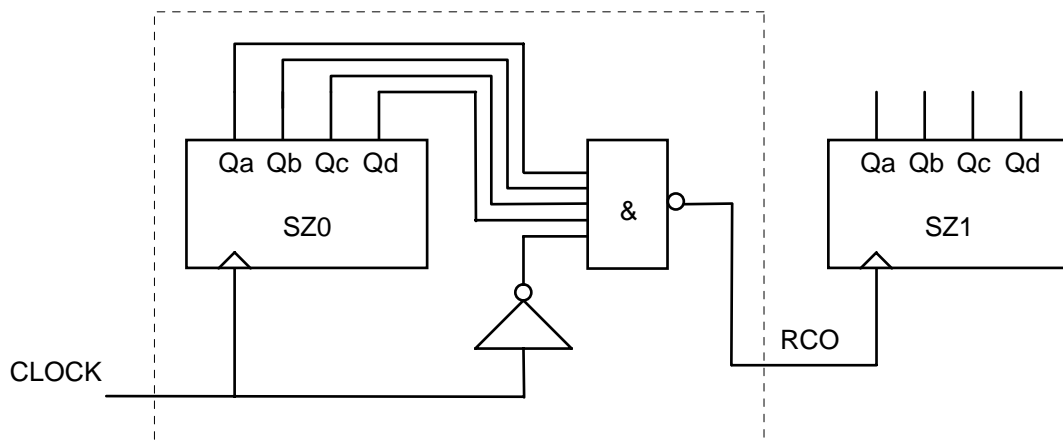 Qa Qb Qc Qd
SZ0
&
Qa Qb Qc Qd
SZ1
RCO
CLOCK